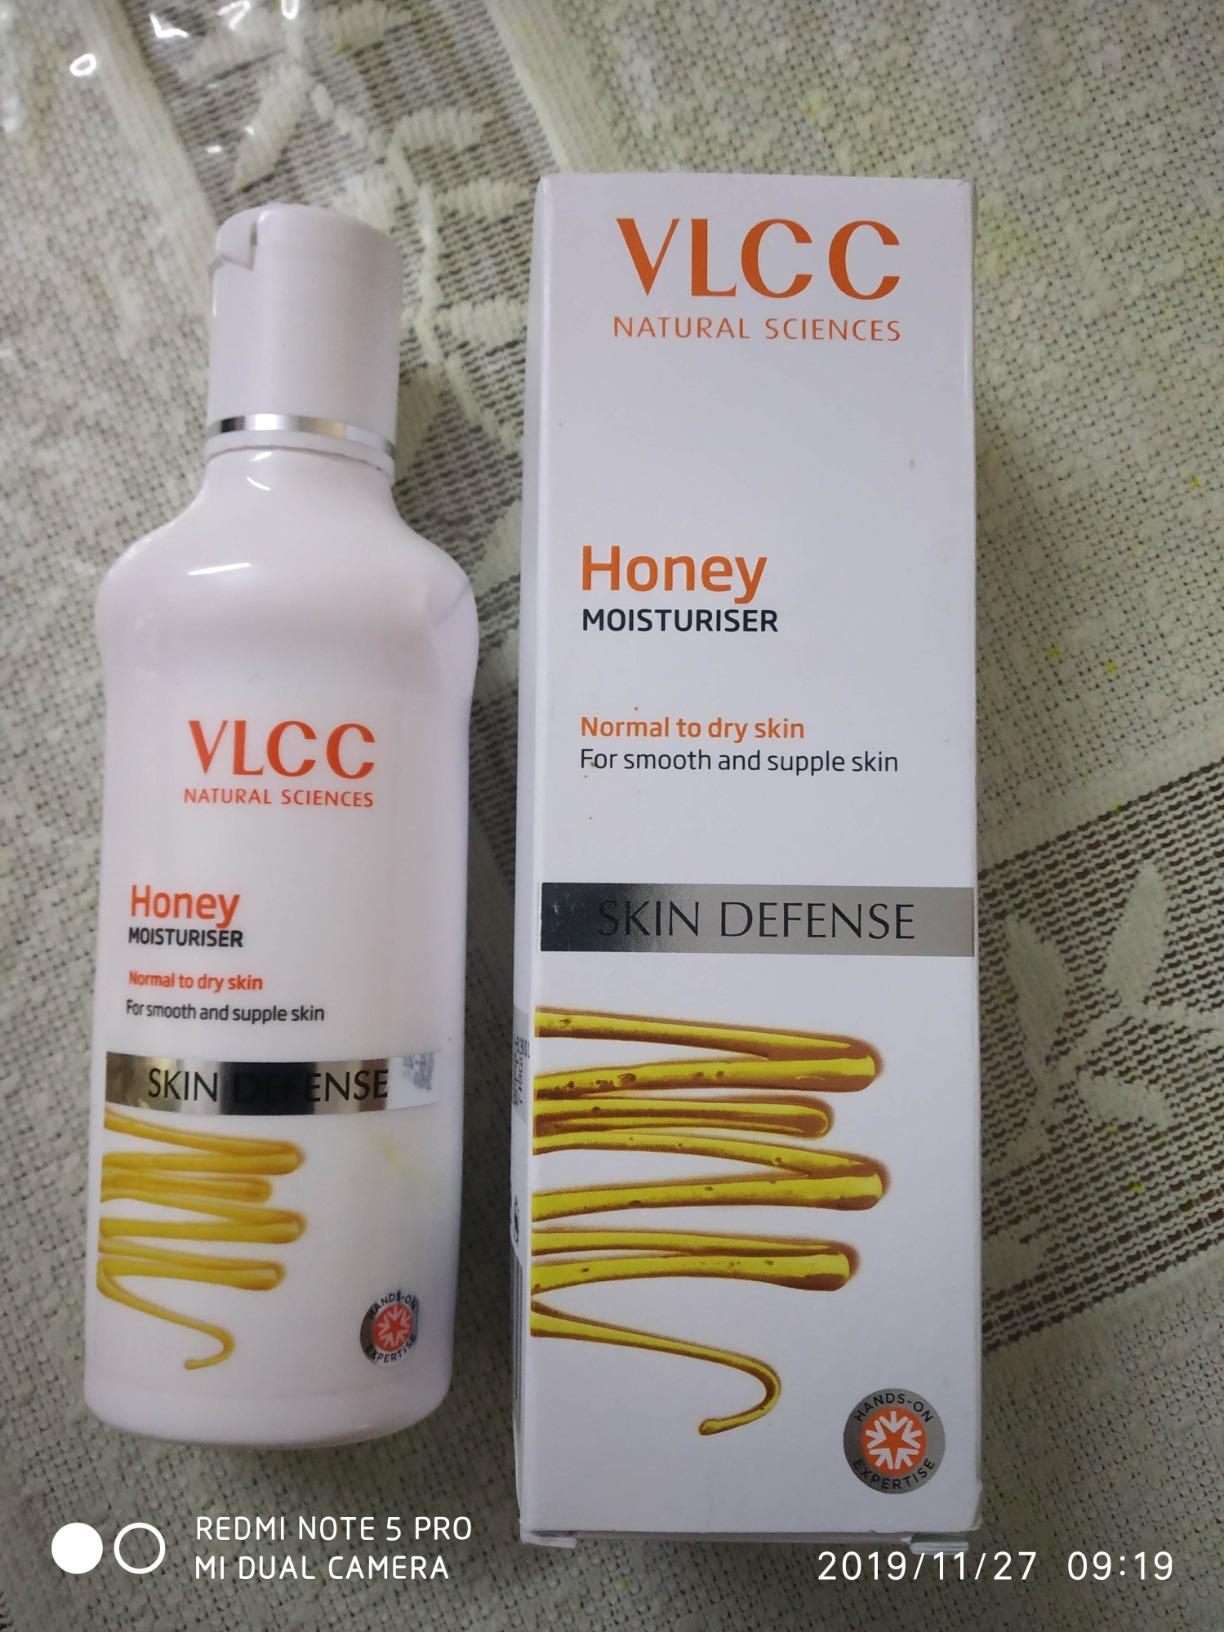 VLCC
NATURAL SCIENCES
Honey
MOISTURISER
Normal to dry skin
For smooth and supple skin
SKIN DEFENSE
HANDS-ON
EXPERTISE
VLCC
NATURAL SCIENCES
Honey
MOISTURISER
Normal to dry skin
For smooth and supple skin
SKIN DEFENSE
HANDS-ON
EXPERTISE
REDMI NOTE 5 PRO
MI DUAL CAMERA
2019/11/27 09:19